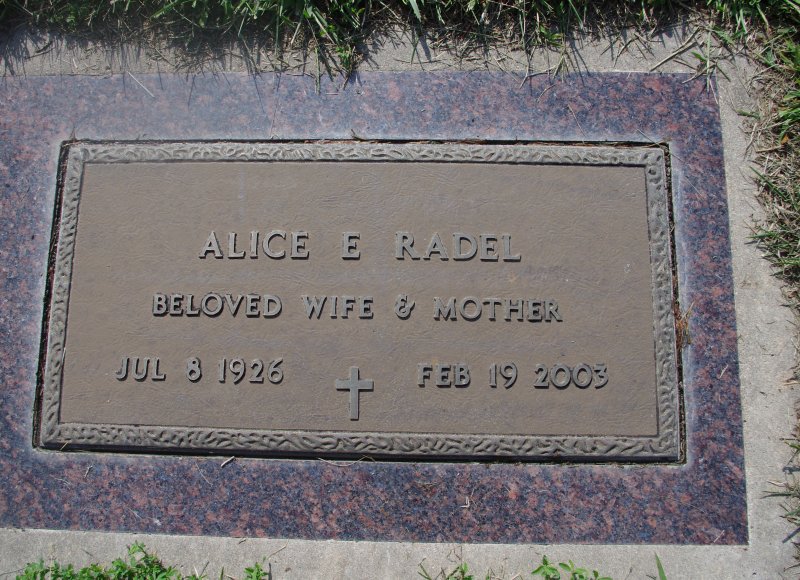 ALICE E RADEL
BELOVED WIFE & MOTHER
JUL 8 1926 FEB 19 2003